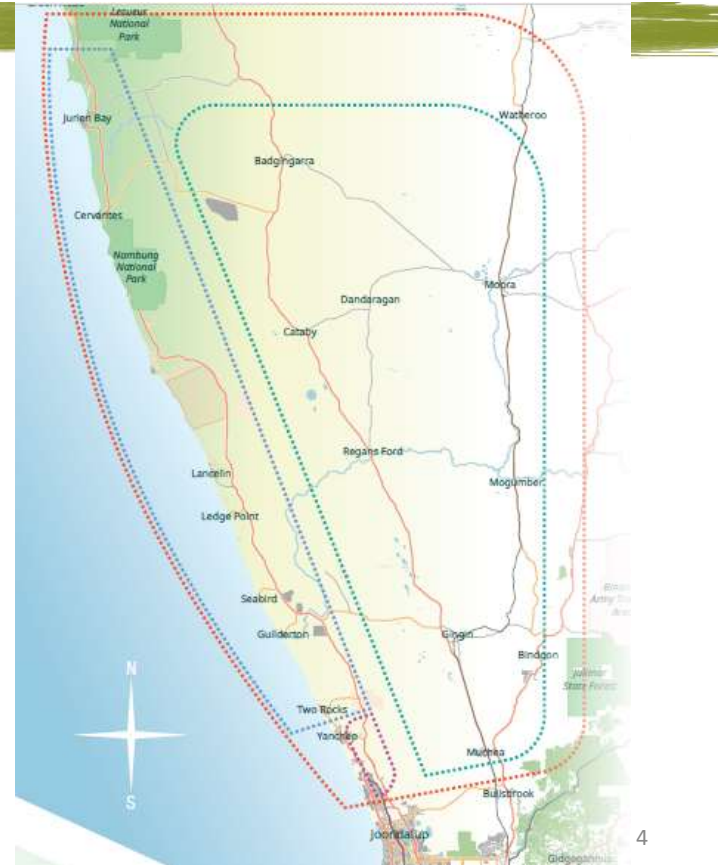 Lesueur
National
Park
Jurien Bay
Watheroo
Badgingarra
Cervantes
Nambung
National
Park
Moora
Dandaragan
Cataby
Regans Ford
Lancelin
Mogumber
Ledge Point
Seabird
Guilderton
Gingin
Bindoon
Julimar
State Forest
N
Two Rocks
Yanchep
Muchea
S
Bullsbrook
Joondalup
4